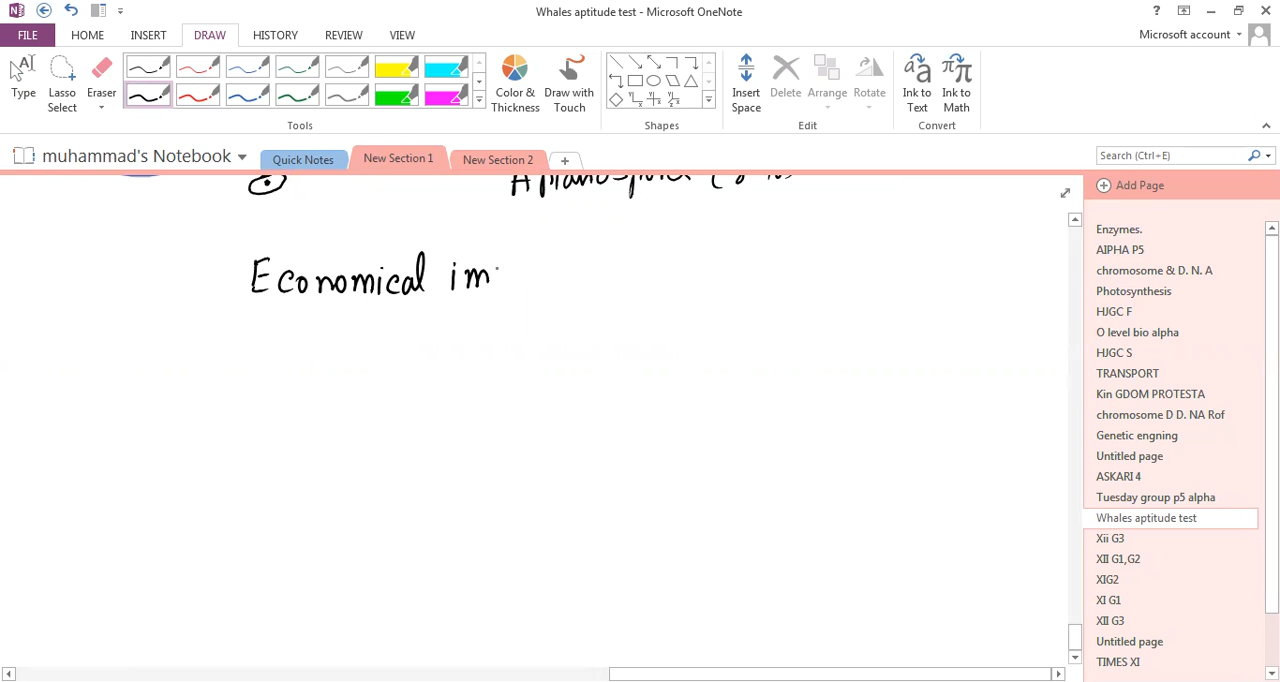 Whales aptitude test - Microsoft OneNote
?
FILE HOME INSERT DRAW HISTORY REVIEW VIEW
Microsoft account
Type Lasso Select Eraser Color & Thickness Draw with Touch Insert Space Delete Arrange Rotate Ink to Text Ink to Math
Tools Shapes Edit Convert
muhammad's Notebook Quick Notes New Section 1 New Section 2 +
Search (Ctrl+E)
Add Page
Economical im
Enzymes.
AlPHA P5
chromosome & D. N. A
Photosynthesis
HJGC F
O level bio alpha
HJGC S
TRANSPORT
Kin GDOM PROTESTA
chromosome D D. NA Rof
Genetic engning
Untitled page
ASKARI 4
Tuesday group p5 alpha
Whales aptitude test
Xii G3
XII G1,G2
XIG2
XI G1
XII G3
Untitled page
TIMES XI